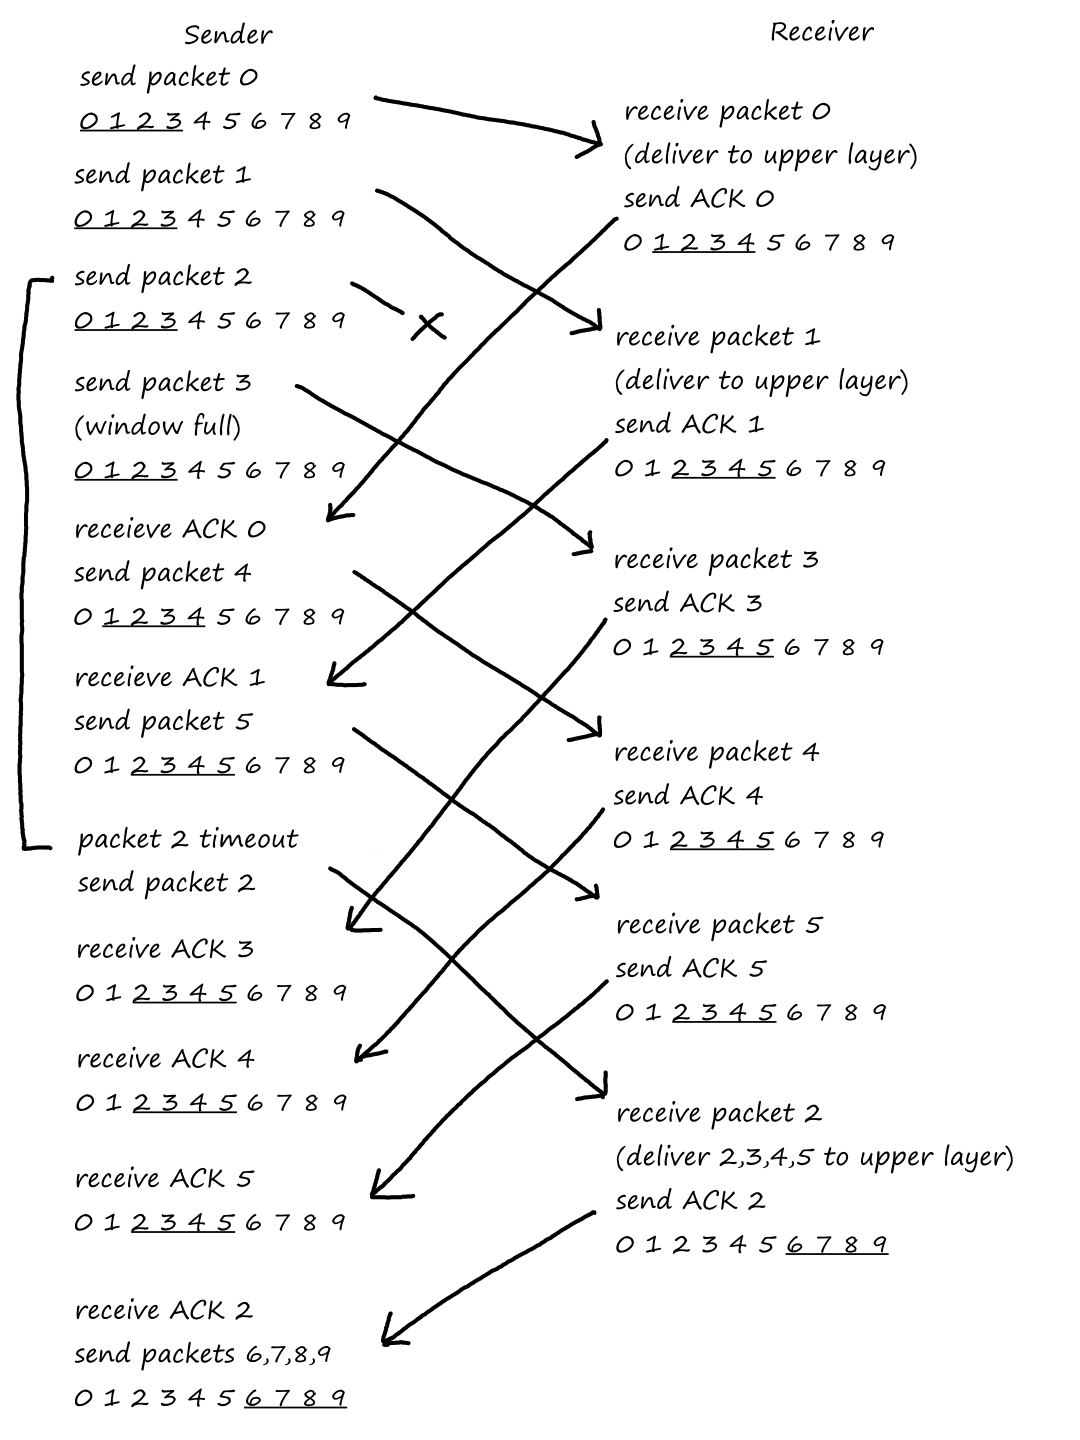 Sender
send packet 0
0 1 2 3 4 5 6 7 8 9
send packet 1
0 1 2 3 4 5 6 7 8 9
send packet 2
0 1 2 3 4 5 6 7 8 9
send packet 3
(window full)
0 1 2 3 4 5 6 7 8 9
receieve ACK 0
send packet 4
0 1 2 3 4 5 6 7 8 9
receieve ACK 1
send packet 5
0 1 2 3 4 5 6 7 8 9
packet 2 timeout
send packet 2
receive ACK 3
0 1 2 3 4 5 6 7 8 9
receive ACK 4
0 1 2 3 4 5 6 7 8 9
receive ACK 5
0 1 2 3 4 5 6 7 8 9
receive ACK 2
send packets 6,7,8,9
0 1 2 3 4 5 6 7 8 9
Receiver
receive packet 0
(deliver to upper layer)
send ACK 0
0 1 2 3 4 5 6 7 8 9
receive packet 1
(deliver to upper layer)
send ACK 1
0 1 2 3 4 5 6 7 8 9
receive packet 3
send ACK 3
0 1 2 3 4 5 6 7 8 9
receive packet 4
send ACK 4
0 1 2 3 4 5 6 7 8 9
receive packet 5
send ACK 5
0 1 2 3 4 5 6 7 8 9
receive packet 2
(deliver 2,3,4,5 to upper layer)
send ACK 2
0 1 2 3 4 5 6 7 8 9